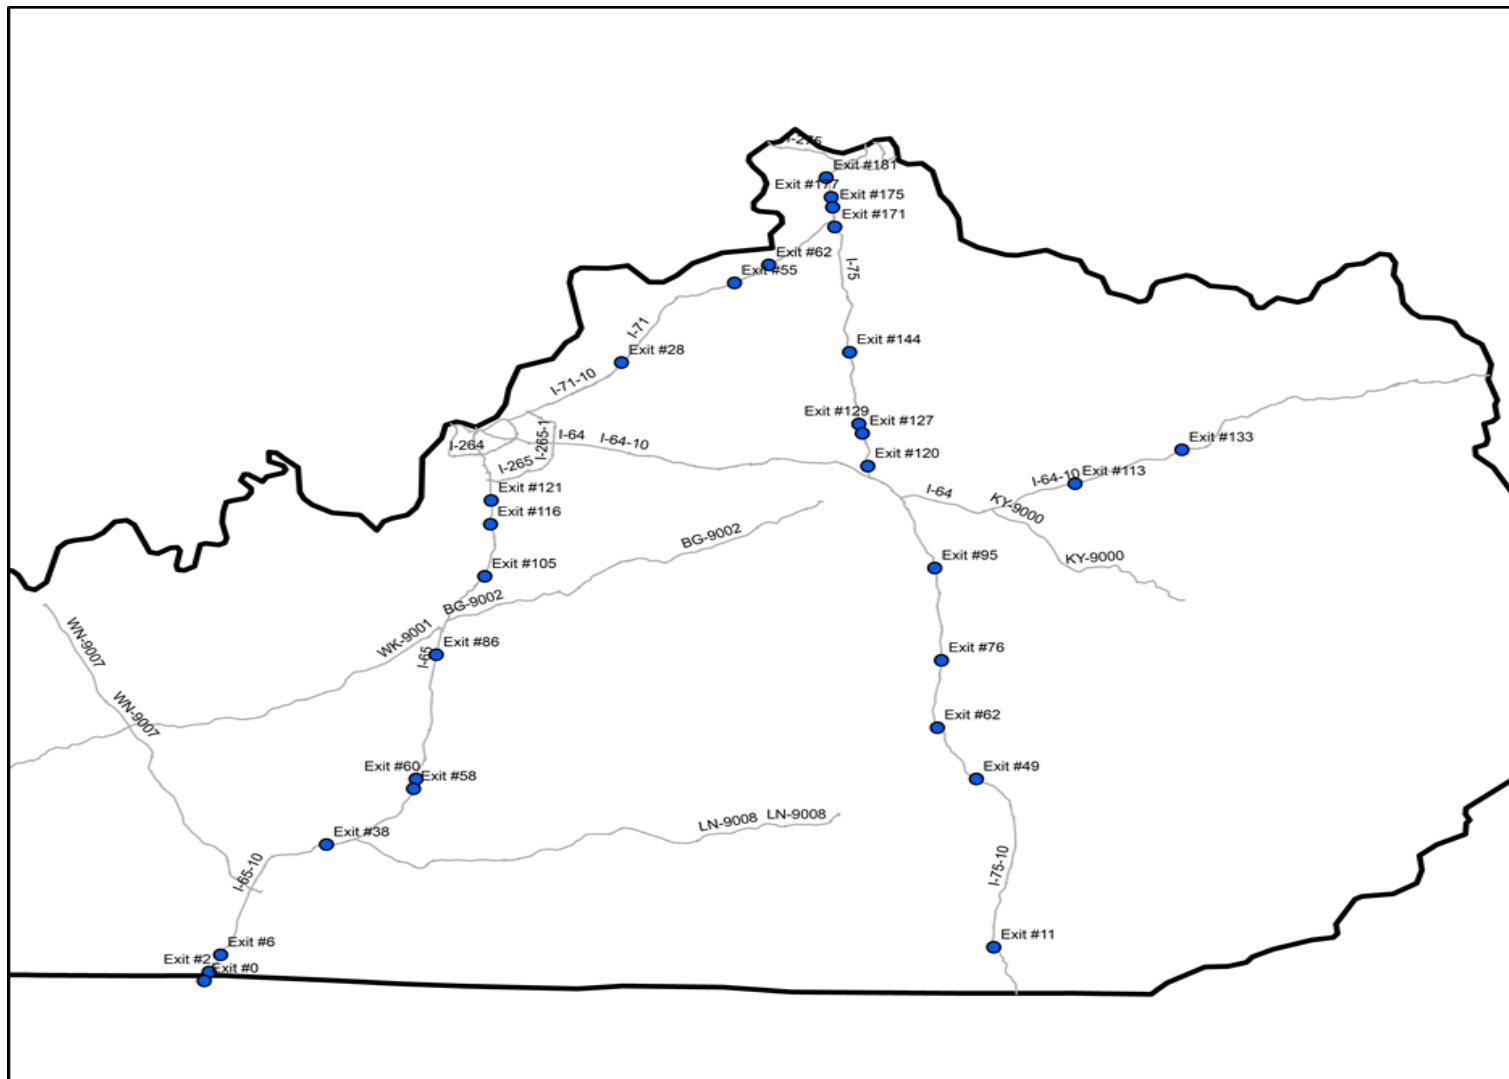 I-275
Exit #181
Exit #177
Exit #175
Exit #171
Exit #62
Exit #55
I-75
I-71
Exit #144
Exit #28
I-71-10
Exit #129
Exit #127
I-264
I-265-1
I-64
I-64-10
Exit #133
Exit #120
I-265
I-64-10
Exit #113
Exit #121
I-64
KY-9000
Exit #116
BG-9002
Exit #95
KY-9000
Exit #105
BG-9002
WN-9007
WK-9001
Exit #86
I-65
Exit #76
WN-9007
Exit #62
Exit #60
Exit #58
Exit #49
Exit #38
LN-9008
LN-9008
I-65-10
I-75-10
Exit #6
Exit #11
Exit #2
Exit #0